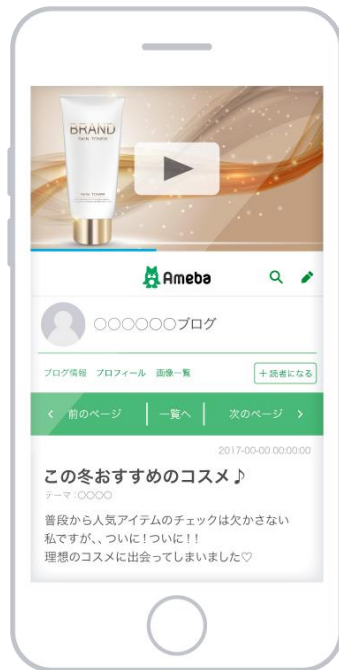 BRAND
SKIN TONER
SKIN TONER
Ameba
○○○○○○ブログ
ブログ情報 プロフィール 画像一覧 +読者になる
< 前のページ 一覧へ 次のページ >
2017-00-00 00:00:00
この冬おすすめのコスメ♪
テーマ：○○○○
普段から人気アイテムのチェックは欠かさない
私ですが、、ついに！ついに！！
理想のコスメに出会ってしまいました♡